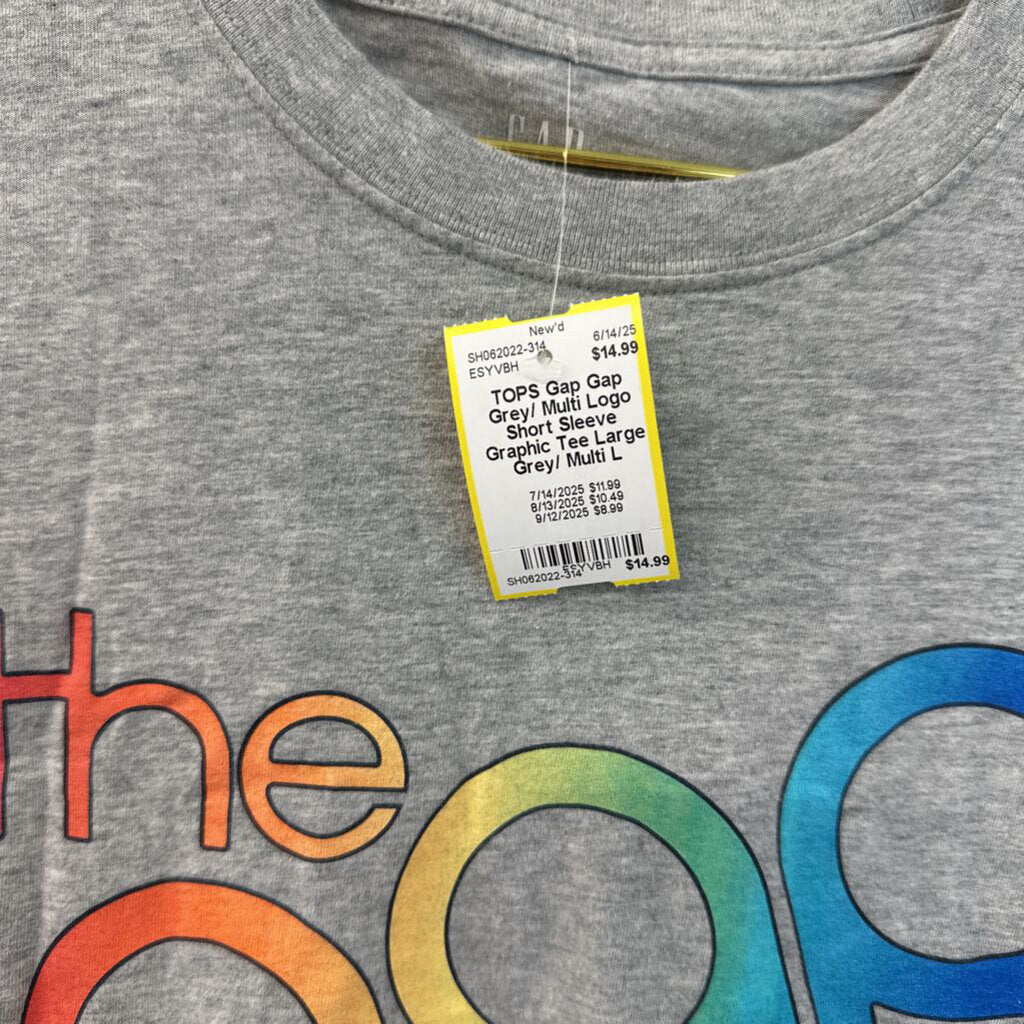 GAP
New'd
SH062022-314 6/14/25
ESYVBH $14.99
TOPS Gap Gap
Grey/ Multi Logo
Short Sleeve
Graphic Tee Large
Grey/ Multi L
7/14/2025 $11.99
8/13/2025 $10.49
9/12/2025 $8.99
ESYVBH $14.99
SH062022-314
the
gap